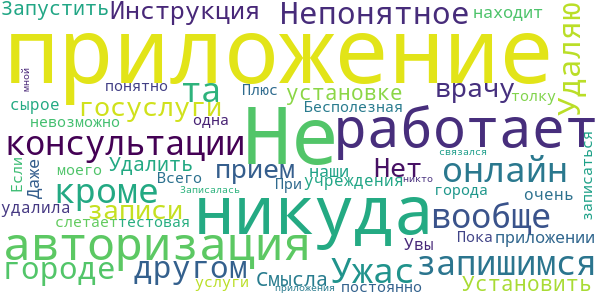 Запустить Инструкция Непонятное находит
приложение Удаляю
мной понятно та Плюс установке врачу толку
сырое госуслуги Бесполезная
невозможно одна Не работает
консультации записаться
Если Даже Удалить прием наши Нет связался онлайн
моего Всего При учреждения никто
кроме Записалась никуда города очень
удалила записи вообще
слетает тестовая
авторизация Увы Пока приложении
городе другом Смысла Ужас запишимся
услуги приложения постоянно Установить